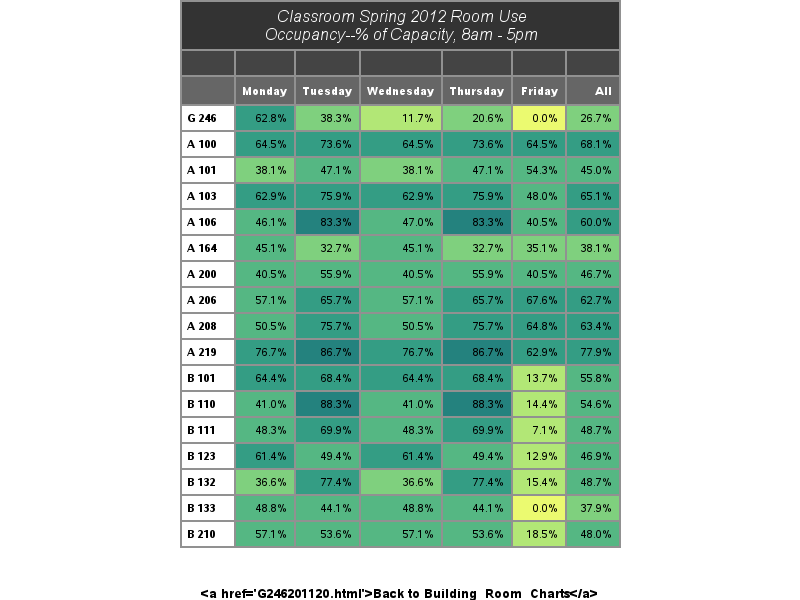 Classroom Spring 2012 Room Use
Occupancy--% of Capacity, 8am - 5pm
Monday Tuesday Wednesday Thursday Friday All
G 246 62.8% 38.3% 11.7% 20.6% 0.0% 26.7%
A 100 64.5% 73.6% 64.5% 73.6% 64.5% 68.1%
A 101 38.1% 47.1% 38.1% 47.1% 54.3% 45.0%
A 103 62.9% 75.9% 62.9% 75.9% 48.0% 65.1%
A 106 46.1% 83.3% 47.0% 83.3% 40.5% 60.0%
A 164 45.1% 32.7% 45.1% 32.7% 35.1% 38.1%
A 200 40.5% 55.9% 40.5% 55.9% 40.5% 46.7%
A 206 57.1% 65.7% 57.1% 65.7% 67.6% 62.7%
A 208 50.5% 75.7% 50.5% 75.7% 64.8% 63.4%
A 219 76.7% 86.7% 76.7% 86.7% 62.9% 77.9%
B 101 64.4% 68.4% 64.4% 68.4% 13.7% 55.8%
B 110 41.0% 88.3% 41.0% 88.3% 14.4% 54.6%
B 111 48.3% 69.9% 48.3% 69.9% 7.1% 48.7%
B 123 61.4% 49.4% 61.4% 49.4% 12.9% 46.9%
B 132 36.6% 77.4% 36.6% 77.4% 15.4% 48.7%
B 133 48.8% 44.1% 48.8% 44.1% 0.0% 37.9%
B 210 57.1% 53.6% 57.1% 53.6% 18.5% 48.0%
<a href='G246201120.html'>Back to Building_Room_Charts</a>